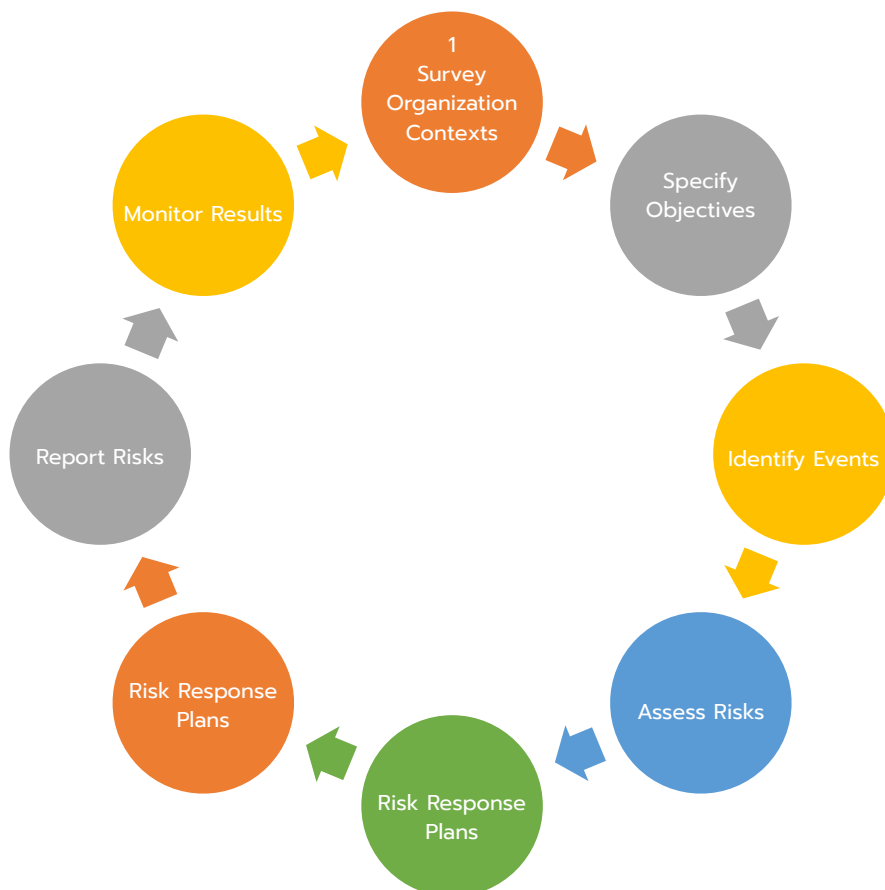 1
Survey
Organization
Contexts
Specify
Objectives
Identify Events
Assess Risks
Risk Response
Plans
Risk Response
Plans
Report Risks
Monitor Results